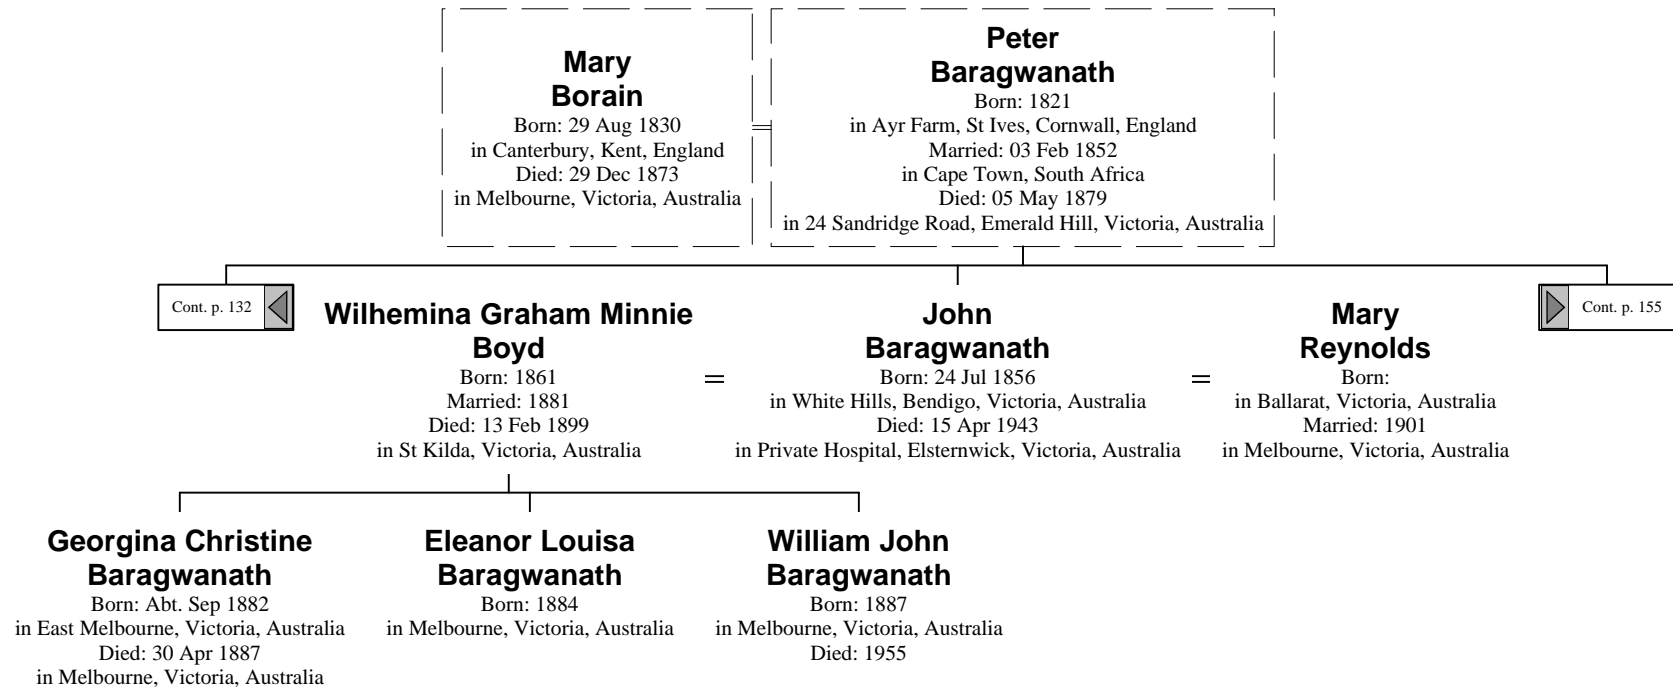 Mary
Borain
Born: 29 Aug 1830
in Canterbury, Kent, England
Died: 29 Dec 1873
in Melbourne, Victoria, Australia
=
Peter
Baragwanath
Born: 1821
in Ayr Farm, St Ives, Cornwall, England
Married: 03 Feb 1852
in Cape Town, South Africa
Died: 05 May 1879
in 24 Sandridge Road, Emerald Hill, Victoria, Australia
Cont. p. 132
Wilhemina Graham Minnie
Boyd
Born: 1861
Married: 1881
Died: 13 Feb 1899
in St Kilda, Victoria, Australia
=
John
Baragwanath
Born: 24 Jul 1856
in White Hills, Bendigo, Victoria, Australia
Died: 15 Apr 1943
in Private Hospital, Elsternwick, Victoria, Australia
=
Mary
Reynolds
Born:
in Ballarat, Victoria, Australia
Married: 1901
in Melbourne, Victoria, Australia
Cont. p. 155
Georgina Christine
Baragwanath
Born: Abt. Sep 1882
in East Melbourne, Victoria, Australia
Died: 30 Apr 1887
in Melbourne, Victoria, Australia
Eleanor Louisa
Baragwanath
Born: 1884
in Melbourne, Victoria, Australia
William John
Baragwanath
Born: 1887
in Melbourne, Victoria, Australia
Died: 1955